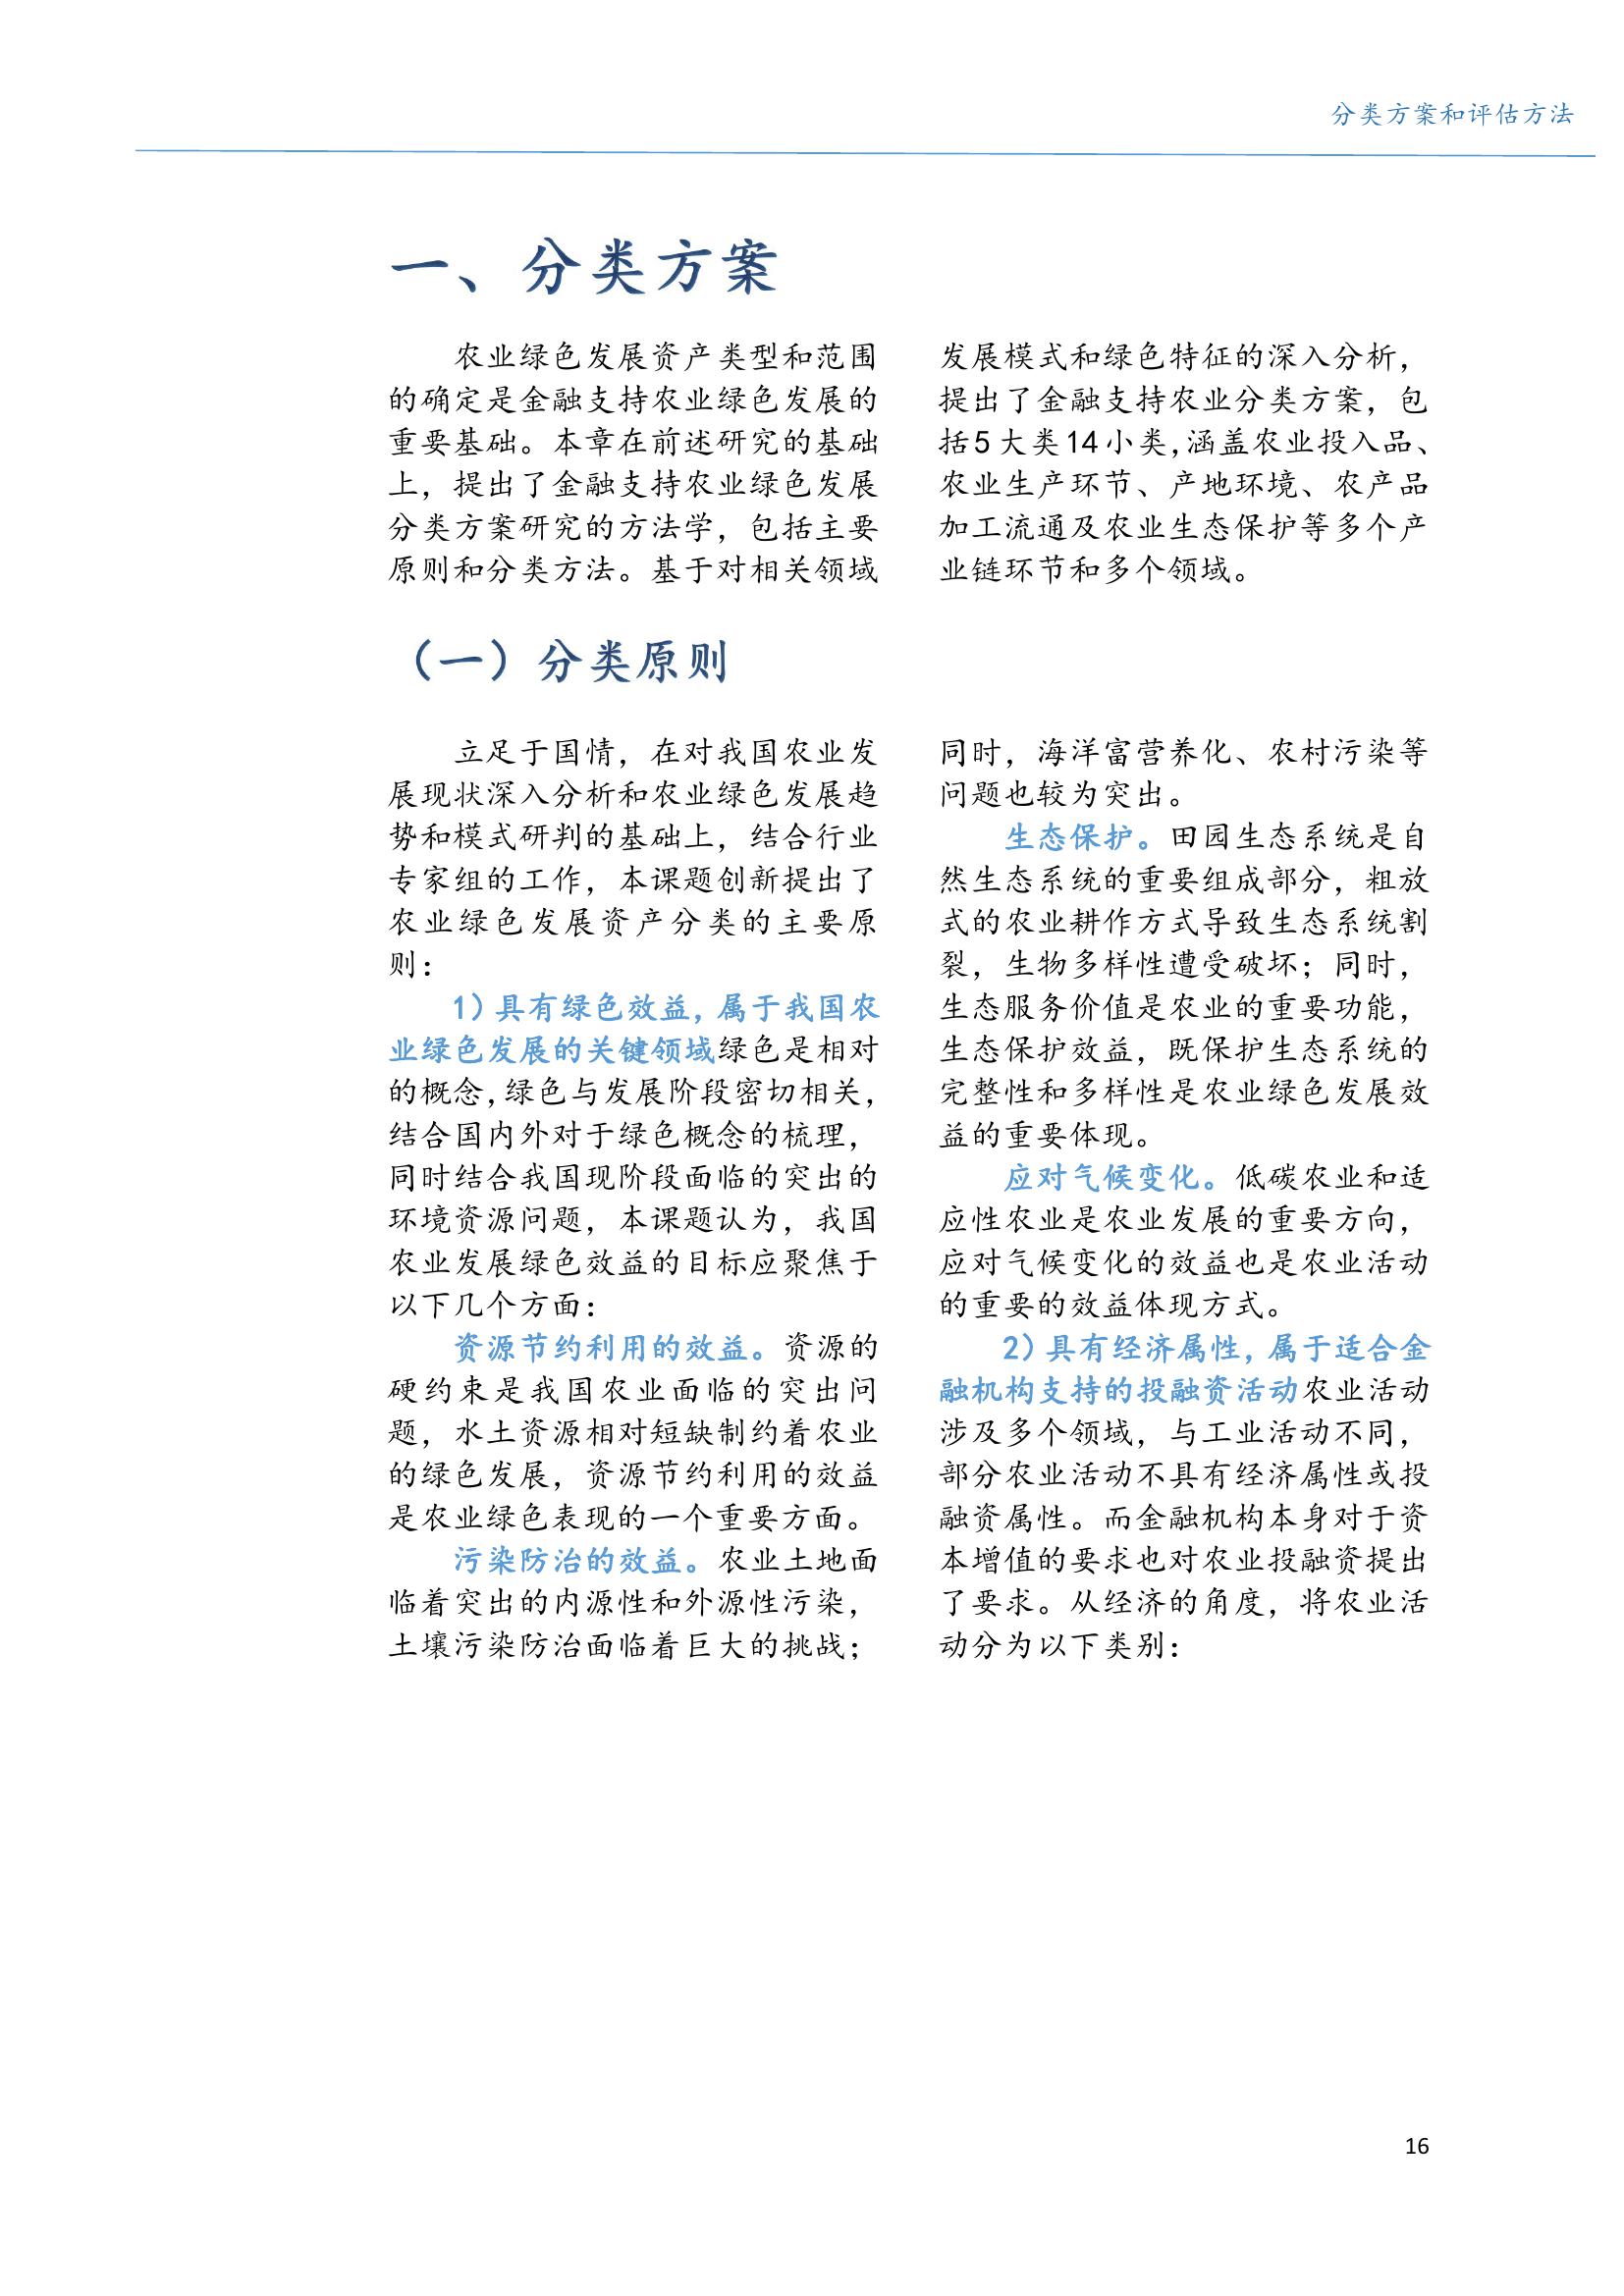 分类方案和评估方法
一、分类方案
农业绿色发展资产类型和范围
的确定是金融支持农业绿色发展的
重要基础。本章在前述研究的基础
上，提出了金融支持农业绿色发展
分类方案研究的方法学，包括主要
原则和分类方法。基于对相关领域
发展模式和绿色特征的深入分析，
提出了金融支持农业分类方案，包
括5大类14小类，涵盖农业投入品、
农业生产环节、产地环境、农产品
加工流通及农业生态保护等多个产
业链环节和多个领域。
（一）分类原则
立足于国情，在对我国农业发
展现状深入分析和农业绿色发展趋
势和模式研判的基础上，结合行业
专家组的工作，本课题创新提出了
农业绿色发展资产分类的主要原
则：
1）具有绿色效益，属于我国农
业绿色发展的关键领域绿色是相对
的概念，绿色与发展阶段密切相关，
结合国内外对于绿色概念的梳理，
同时结合我国现阶段面临的突出的
环境资源问题，本课题认为，我国
农业发展绿色效益的目标应聚焦于
以下几个方面：
资源节约利用的效益。资源的
硬约束是我国农业面临的突出问
题，水土资源相对短缺制约着农业
的绿色发展，资源节约利用的效益
是农业绿色表现的一个重要方面。
污染防治的效益。农业土地面
临着突出的内源性和外源性污染，
土壤污染防治面临着巨大的挑战；
同时，海洋富营养化、农村污染等
问题也较为突出。
生态保护。田园生态系统是自
然生态系统的重要组成部分，粗放
式的农业耕作方式导致生态系统割
裂，生物多样性遭受破坏；同时，
生态服务价值是农业的重要功能，
生态保护效益，既保护生态系统的
完整性和多样性是农业绿色发展效
益的重要体现。
应对气候变化。低碳农业和适
应性农业是农业发展的重要方向，
应对气候变化的效益也是农业活动
的重要的效益体现方式。
2）具有经济属性，属于适合金
融机构支持的投融资活动农业活动
涉及多个领域，与工业活动不同，
部分农业活动不具有经济属性或投
融资属性。而金融机构本身对于资
本增值的要求也对农业投融资提出
了要求。从经济的角度，将农业活
动分为以下类别：
16